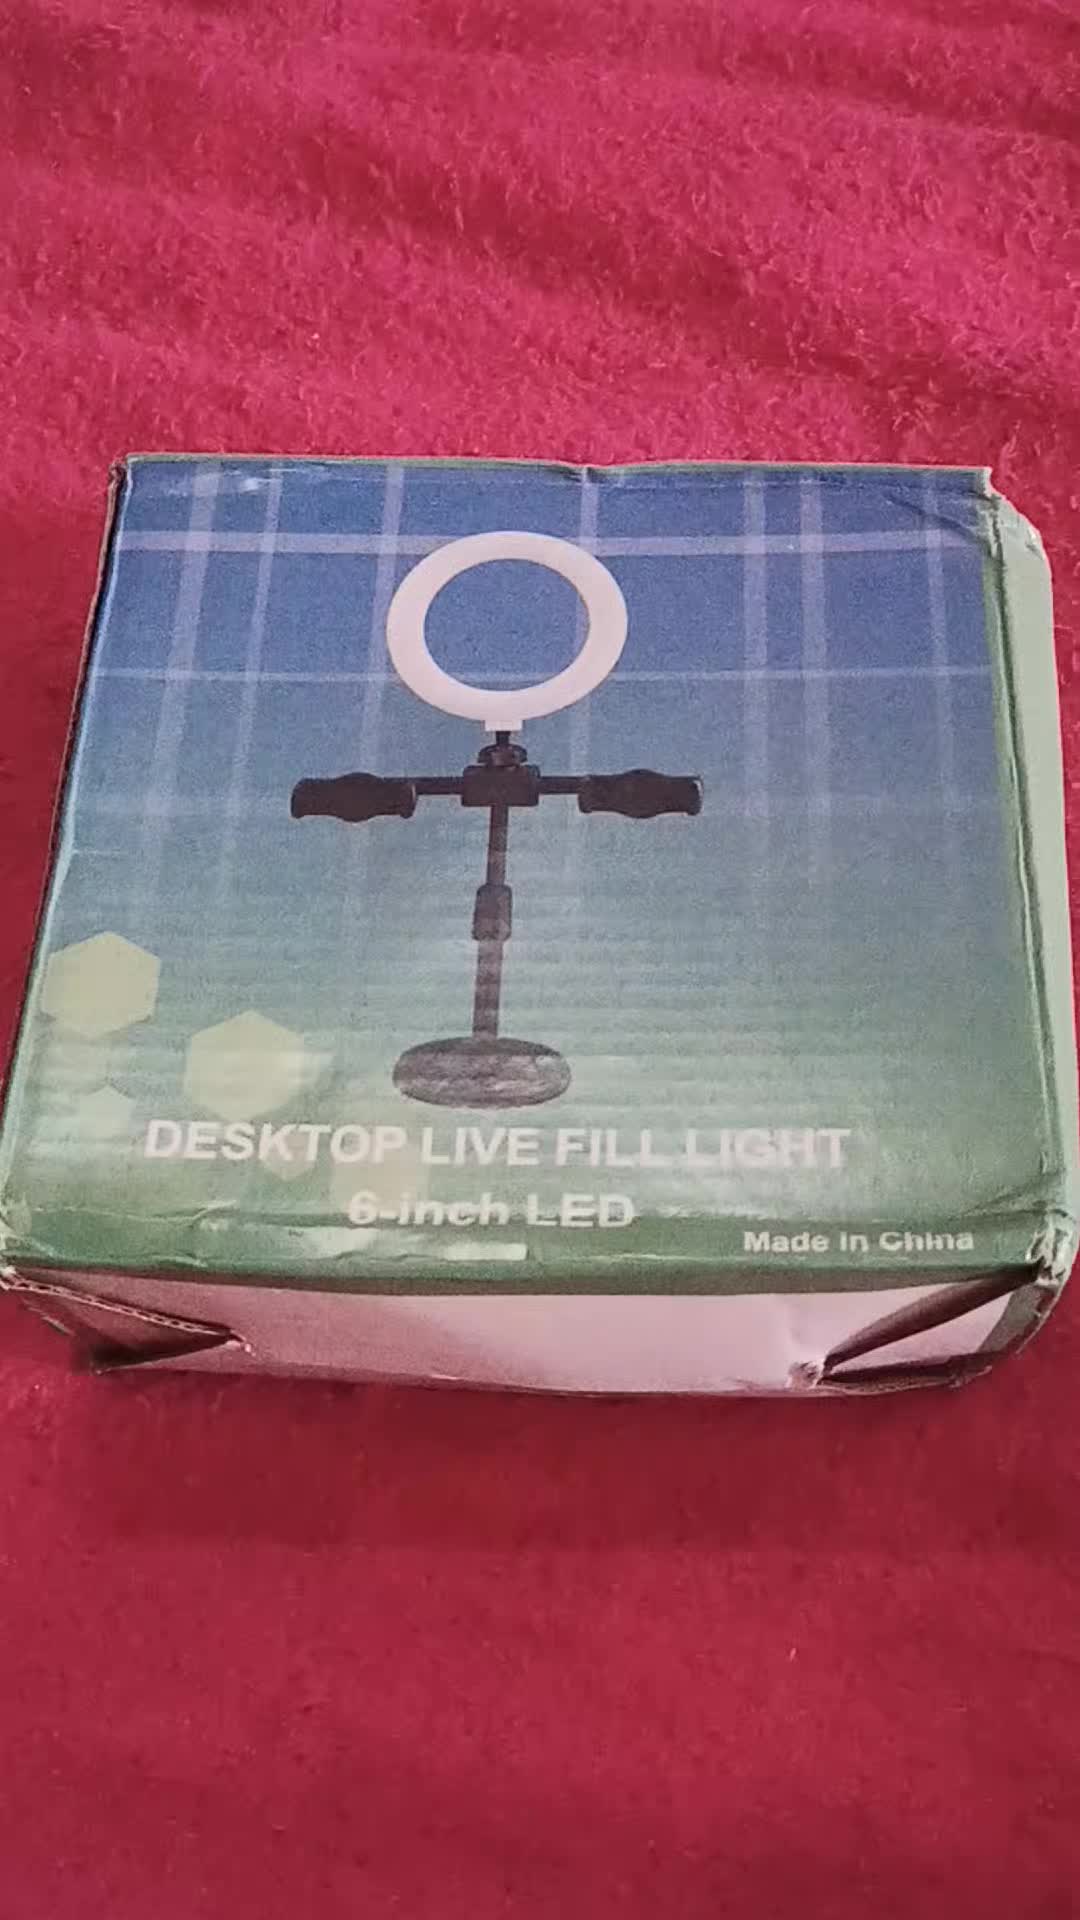 DESKTOP LIVE FILL LIGHT
6-inch LED
Made in China